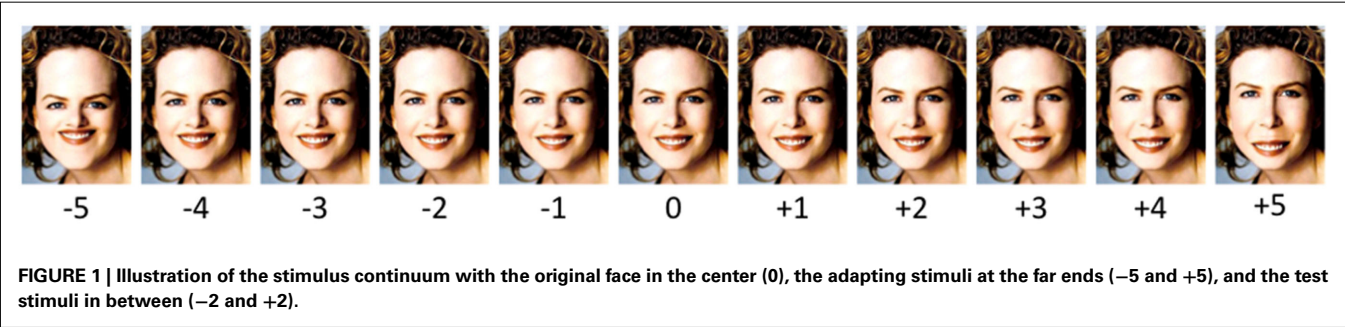 -5 -4 -3 -2 -1 0 +1 +2 +3 +4 +5
FIGURE 1 | Illustration of the stimulus continuum with the original face in the center (0), the adapting stimuli at the far ends (−5 and +5), and the test
stimuli in between (−2 and +2).